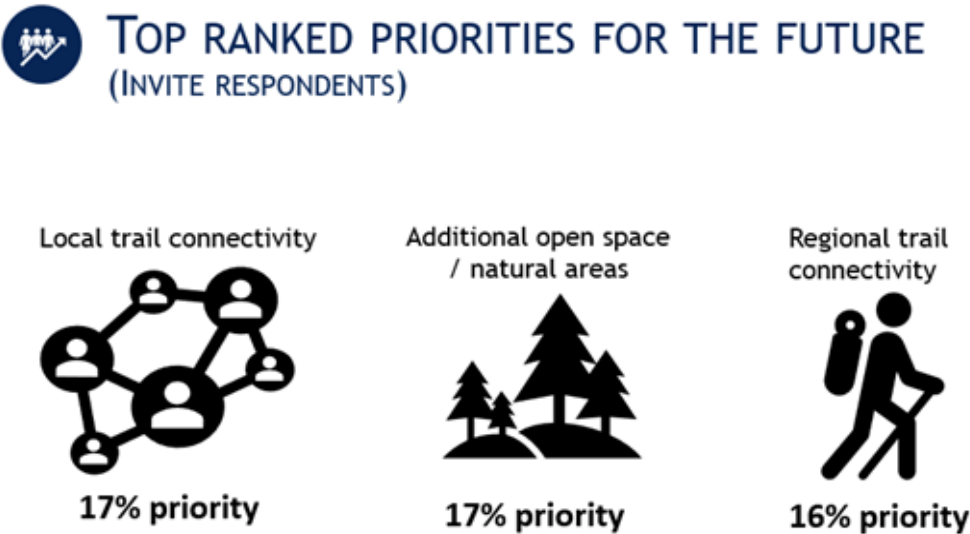 TOP RANKED PRIORITIES FOR THE FUTURE
(INVITE RESPONDENTS)
Local trail connectivity
17% priority
Additional open space
/ natural areas
17% priority
Regional trail
connectivity
16% priority